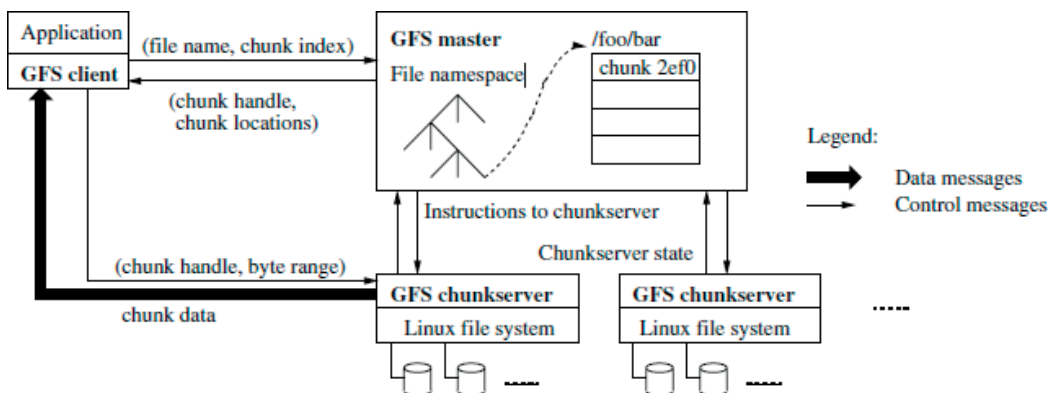 Application
GFS client
(file name, chunk index)
(chunk handle,
chunk locations)
GFS master
File namespace
/foo/bar
chunk 2ef0
Legend:
Data messages
Control messages
Instructions to chunkserver
Chunkserver state
(chunk handle, byte range)
chunk data
GFS chunkserver
Linux file system
GFS chunkserver
Linux file system